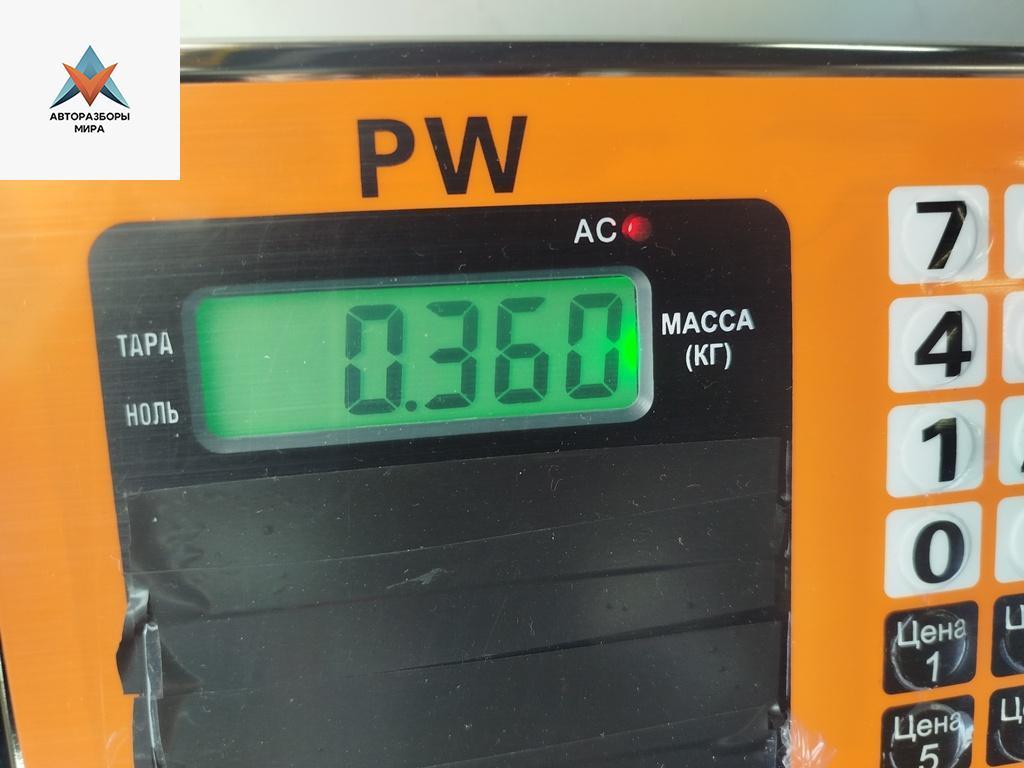 АВТОРАЗБОРЫ
МИРА
PW
AC
ТАРА
НОЛЬ
0.360
МАССА
(КГ)
7
4
1
0
Цена
1
Цена
5